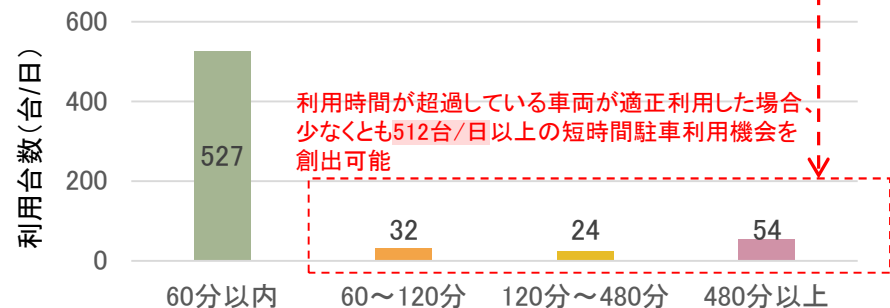 600
利用台数(台/日)
400
利用時間が超過している車両が適正利用した場合、
少なくとも512台/日以上の短時間駐車利用機会を
創出可能
527
200
32
24
54
0
60分以内
60～120分
120分～480分
480分以上